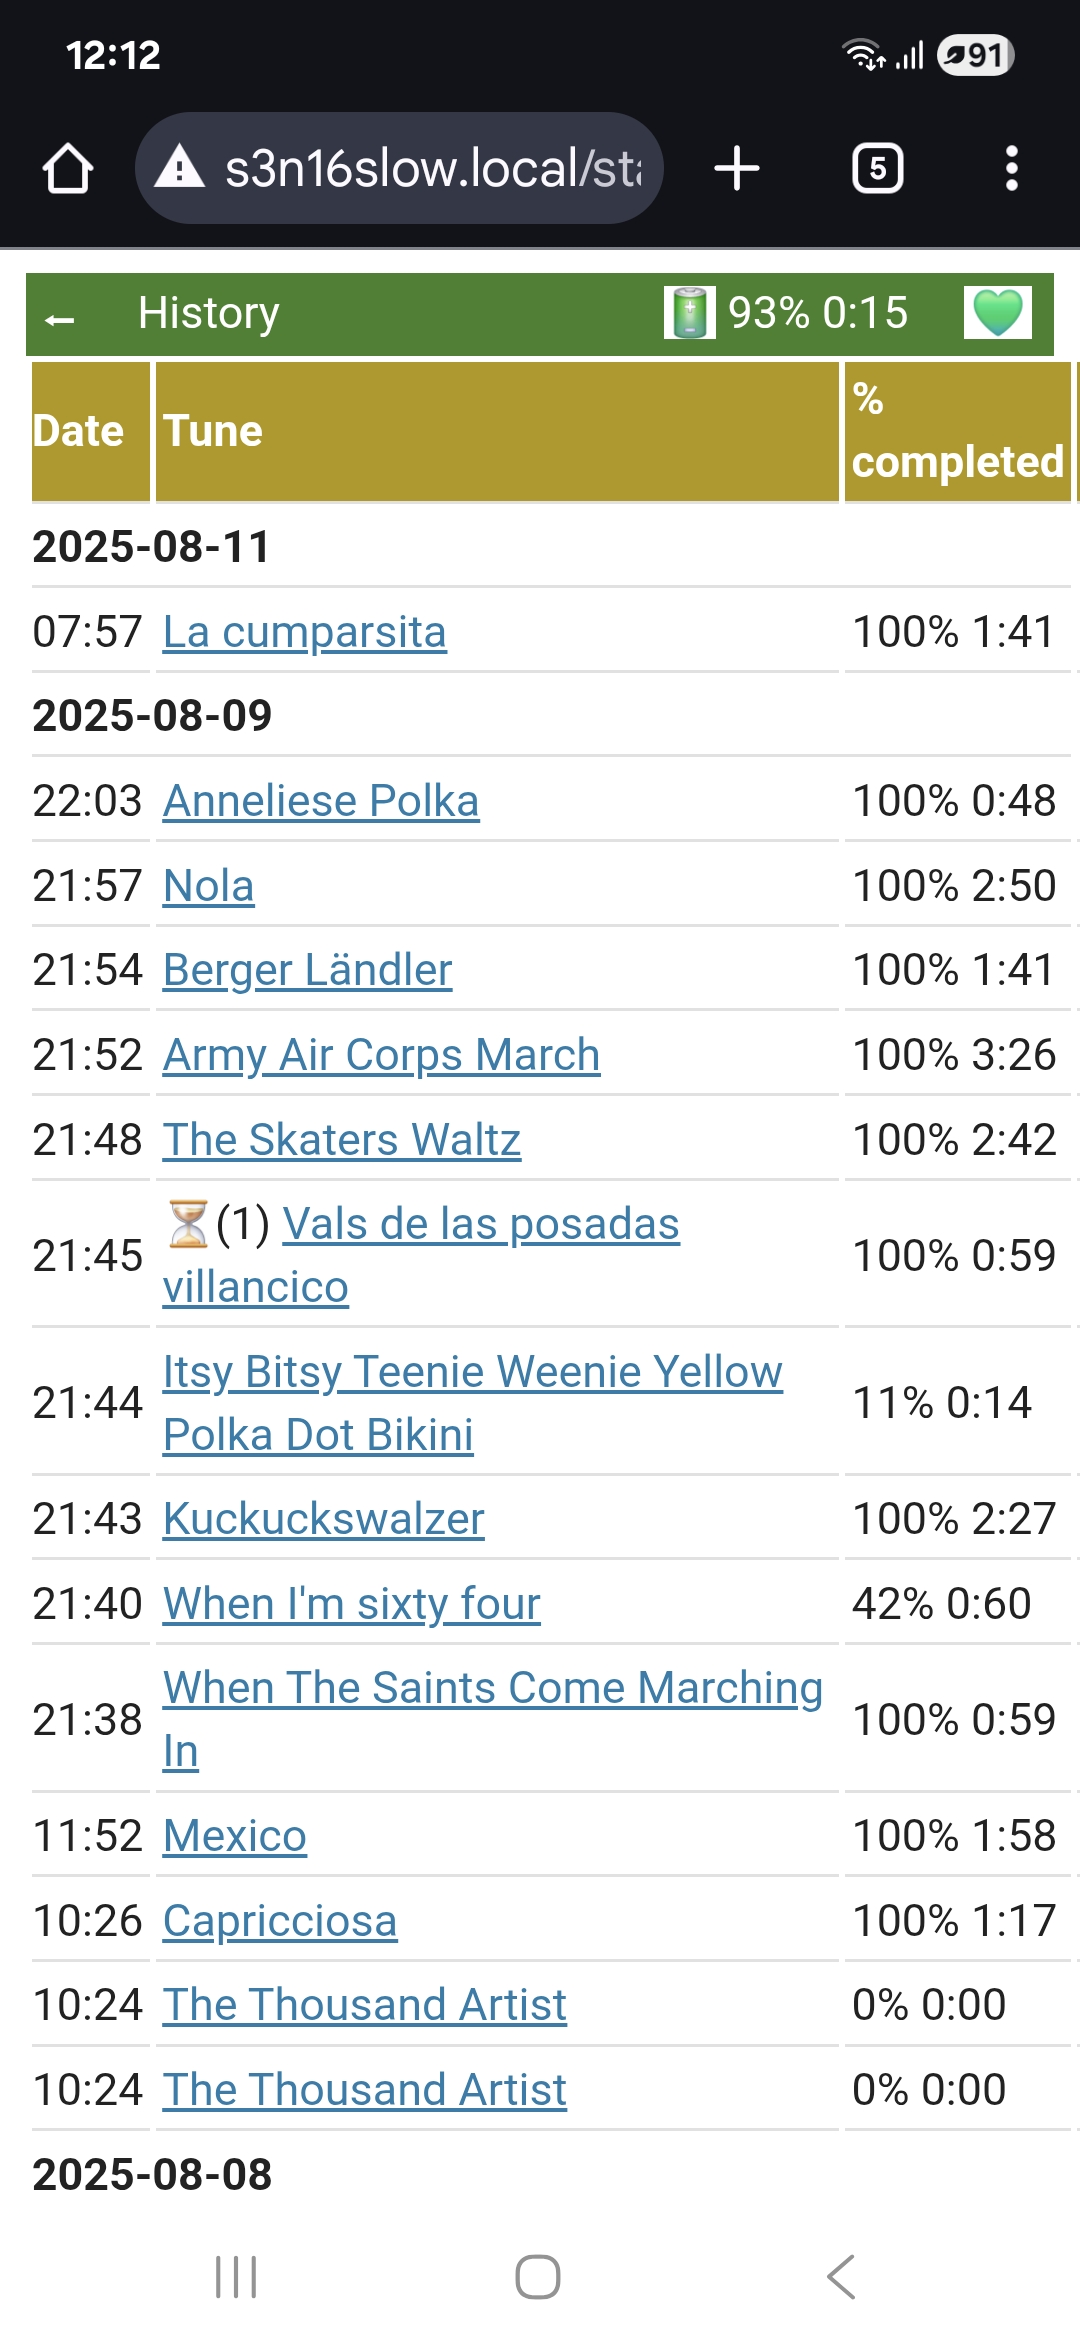 12:12
91
s3n16slow.local/st
5
← History 93% 0:15
Date Tune %
completed
2025-08-11
07:57 La cumparsita 100% 1:41
2025-08-09
22:03 Anneliese Polka 100% 0:48
21:57 Nola 100% 2:50
21:54 Berger Ländler 100% 1:41
21:52 Army Air Corps March 100% 3:26
21:48 The Skaters Waltz 100% 2:42
21:45 ⏳(1) Vals de las posadas
villancico 100% 0:59
21:44 Itsy Bitsy Teenie Weenie Yellow
Polka Dot Bikini 11% 0:14
21:43 Kuckuckswalzer 100% 2:27
21:40 When I'm sixty four 42% 0:60
21:38 When The Saints Come Marching
In 100% 0:59
11:52 Mexico 100% 1:58
10:26 Capricciosa 100% 1:17
10:24 The Thousand Artist 0% 0:00
10:24 The Thousand Artist 0% 0:00
2025-08-08